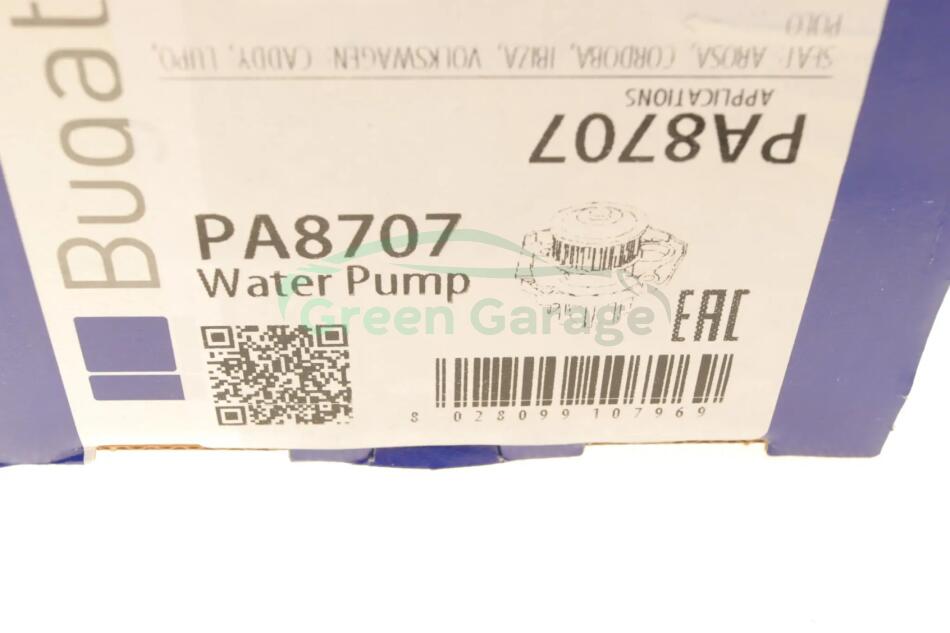 POLO
SEAT: AROSA, CORDOBA, IBIZA, VOLKSWAGEN: CADDY, LUPO,
APPLICATIONS
PA8707
Bugat
PA8707
Water Pump
Green Garage
EAC
8 028099 107969